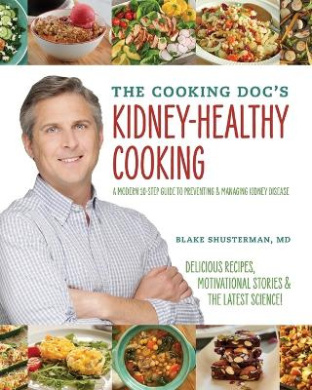 THE COOKING DOC'S
KIDNEY-HEALTHY
COOKING
A MODERN 10-STEP GUIDE TO PREVENTING & MANAGING KIDNEY DISEASE
BLAKE SHUSTERMAN, MD
DELICIOUS RECIPES,
MOTIVATIONAL STORIES &
THE LATEST SCIENCE!